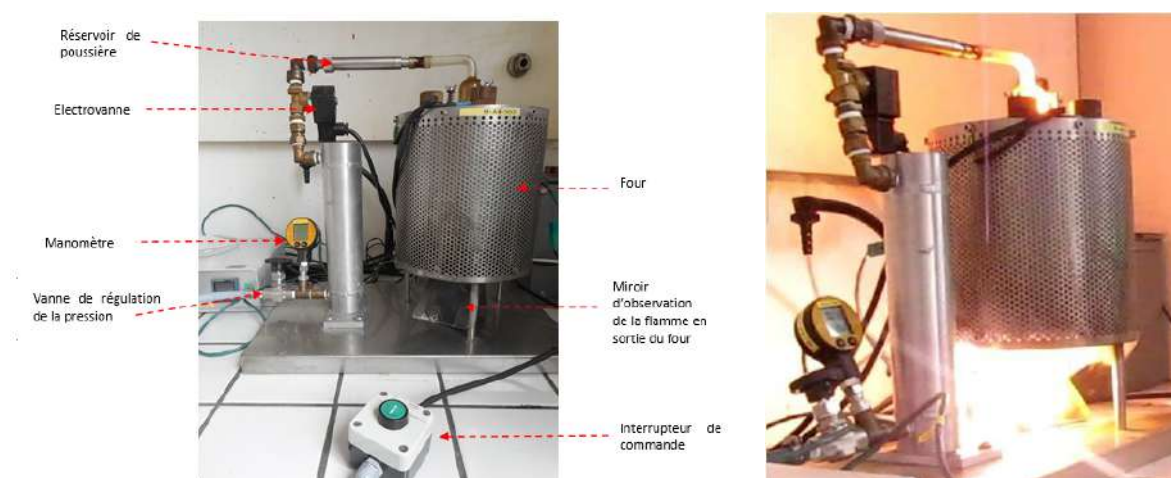 Réservoir de
poussière
Electrovanne
Manomètre
Vanne de régulation
de la pression
Four
Miroir
d'observation
de la flamme en
sortie du four
Interrupteur de
commande